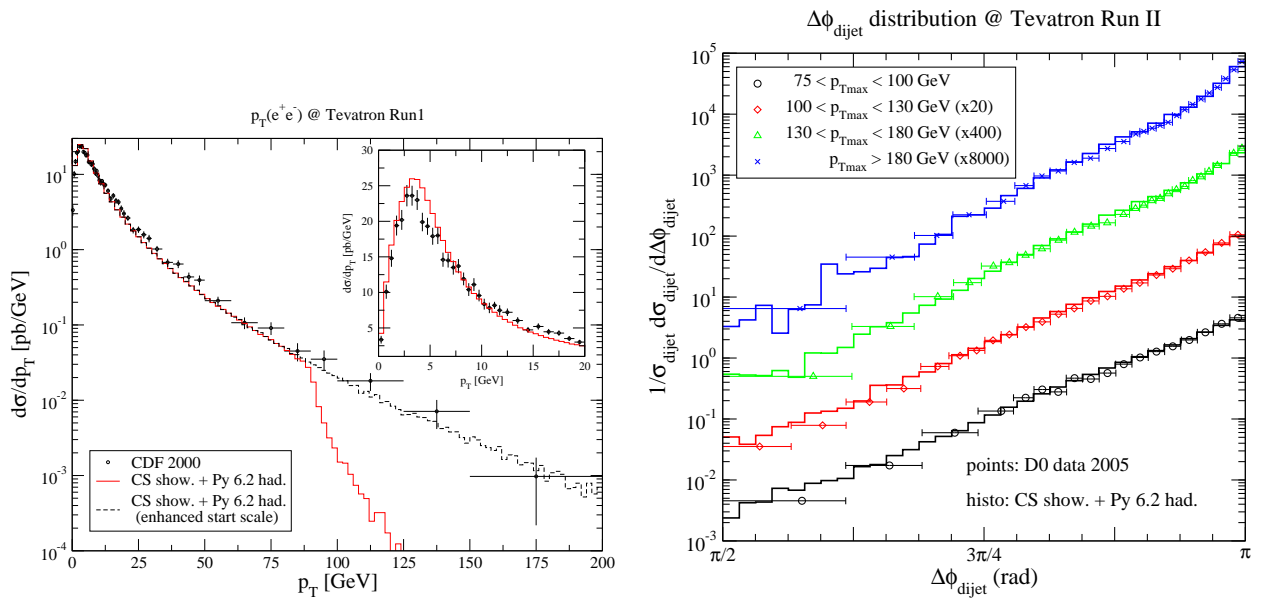 p_T(e^+e^-) @ Tevatron Run1
10^1
10^0
10^-1
10^-2
10^-3
10^-4
dσ/dp_T [pb/GeV]
0 25 50 75 100 125 150 175 200
p_T [GeV]
CDF 2000
CS show. + Py 6.2 had.
CS show. + Py 6.2 had.
(enhanced start scale)
30
25
20
15
10
5
dσ/dp_T [pb/GeV]
0 5 10 15 20
p_T [GeV]
Δϕ_dijet distribution @ Tevatron Run II
10^5
10^4
10^3
10^2
10^1
10^0
10^-1
10^-2
10^-3
1/σ_dijet dσ_dijet/dΔϕ_dijet
75 < p_Tmax < 100 GeV
100 < p_Tmax < 130 GeV (x20)
130 < p_Tmax < 180 GeV (x400)
p_Tmax > 180 GeV (x8000)
points: D0 data 2005
histo: CS show. + Py 6.2 had.
π/2 3π/4 π
Δϕ_dijet (rad)